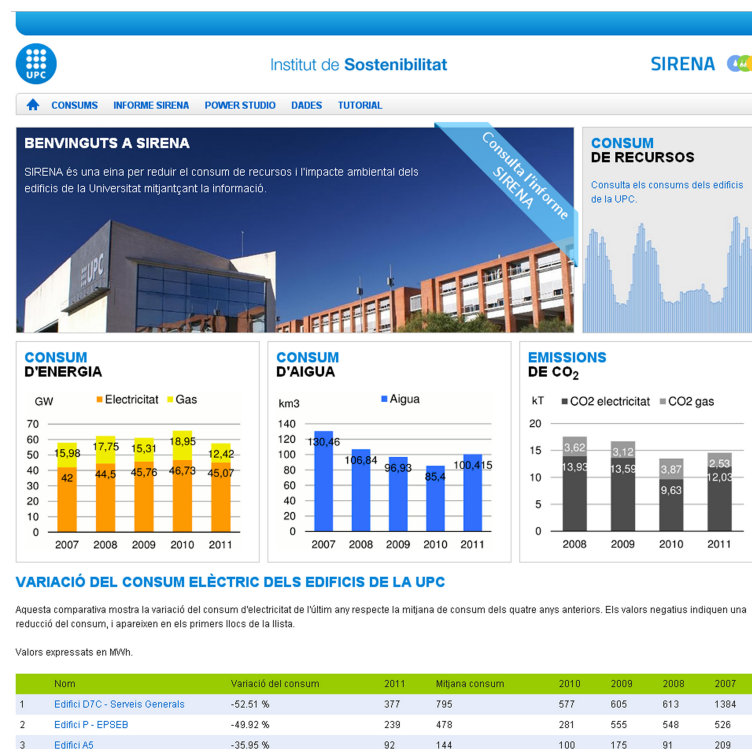 UPC
Institut de Sostenibilitat
SIRENA
CONSUMS INFORME SIRENA POWER STUDIO DADES TUTORIAL
BENVINGUTS A SIRENA
SIRENA és una eina per reduir el consum de recursos i l'impacte ambiental dels
edificis de la Universitat mitjantçant la informació.
Consulta l'informe
SIRENA
UPC
CONSUM
DE RECURSOS
Consulta els consums dels edificis
de la UPC.
CONSUM
D'ENERGIA
GW Electricitat Gas
70
60
50
40
30
20
10
0
15,98 17,75 15,31 18,95 12,42
42 44,5 45,76 46,73 45,07
2007 2008 2009 2010 2011
CONSUM
D'AIGUA
km3 Aigua
140
120
100
80
60
40
20
0
130,46 106,84 96,93 85,4 100,415
2007 2008 2009 2010 2011
EMISSIONS
DE CO2
kT CO2 electricitat CO2 gas
20
15
10
5
0
3,62 3,12 3,87 2,53
13,93 13,59 9,63 12,03
2008 2009 2010 2011
VARIACIÓ DEL CONSUM ELÈCTRIC DELS EDIFICIS DE LA UPC
Aquesta comparativa mostra la variació del consum d'electricitat de l'últim any respecte la mitjana de consum dels quatre anys anteriors. Els valors negatius indiquen una
reducció del consum, i apareixen en els primers llocs de la llista.
Valors expressats en MWh.
Nom Variació del consum 2011 Mitjana consum 2010 2009 2008 2007
1 Edifici D7C - Serveis Generals -52.51 % 377 795 577 605 613 1384
2 Edifici P - EPSEB -49.92 % 239 478 281 555 548 526
3 Edifici A5 -35.95 % 92 144 100 175 91 209